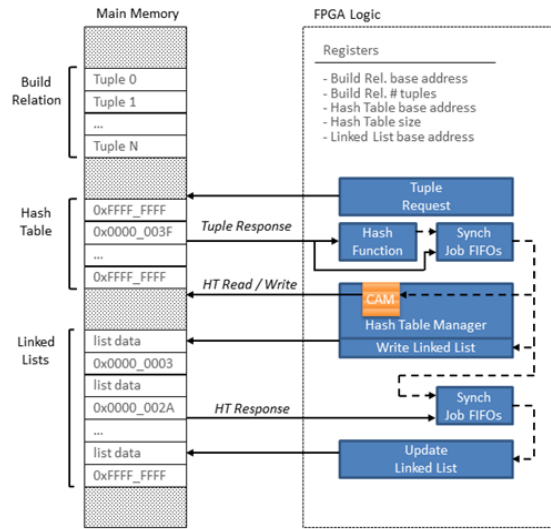 Main Memory
FPGA Logic
Build
Relation
Tuple 0
Tuple 1
...
Tuple N
Registers
- Build Rel. base address
- Build Rel. # tuples
- Hash Table base address
- Hash Table size
- Linked List base address
Hash
Table
0xFFFF_FFFF
0x0000_003F
...
0xFFFF_FFFF
Tuple
Request
Tuple Response
Hash
Function
Synch
Job FIFOs
HT Read / Write
CAM
Hash Table Manager
Write Linked List
Linked
Lists
list data
0x0000_0003
list data
0x0000_002A
...
list data
0xFFFF_FFFF
HT Response
Synch
Job FIFOs
Update
Linked List